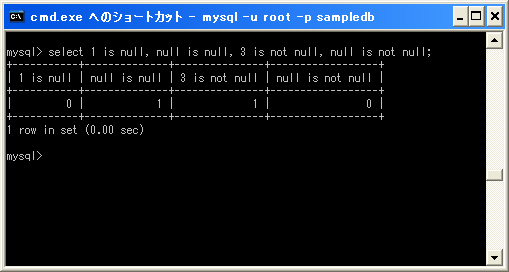 cmd.exe へのショートカット - mysql -u root -p sampledb
mysql> select 1 is null, null is null, 3 is not null, null is not null;
+-----------+--------------+---------------+------------------+
| 1 is null | null is null | 3 is not null | null is not null |
+-----------+--------------+---------------+------------------+
|         0 |            1 |             1 |                0 |
+-----------+--------------+---------------+------------------+
1 row in set (0.00 sec)
mysql>